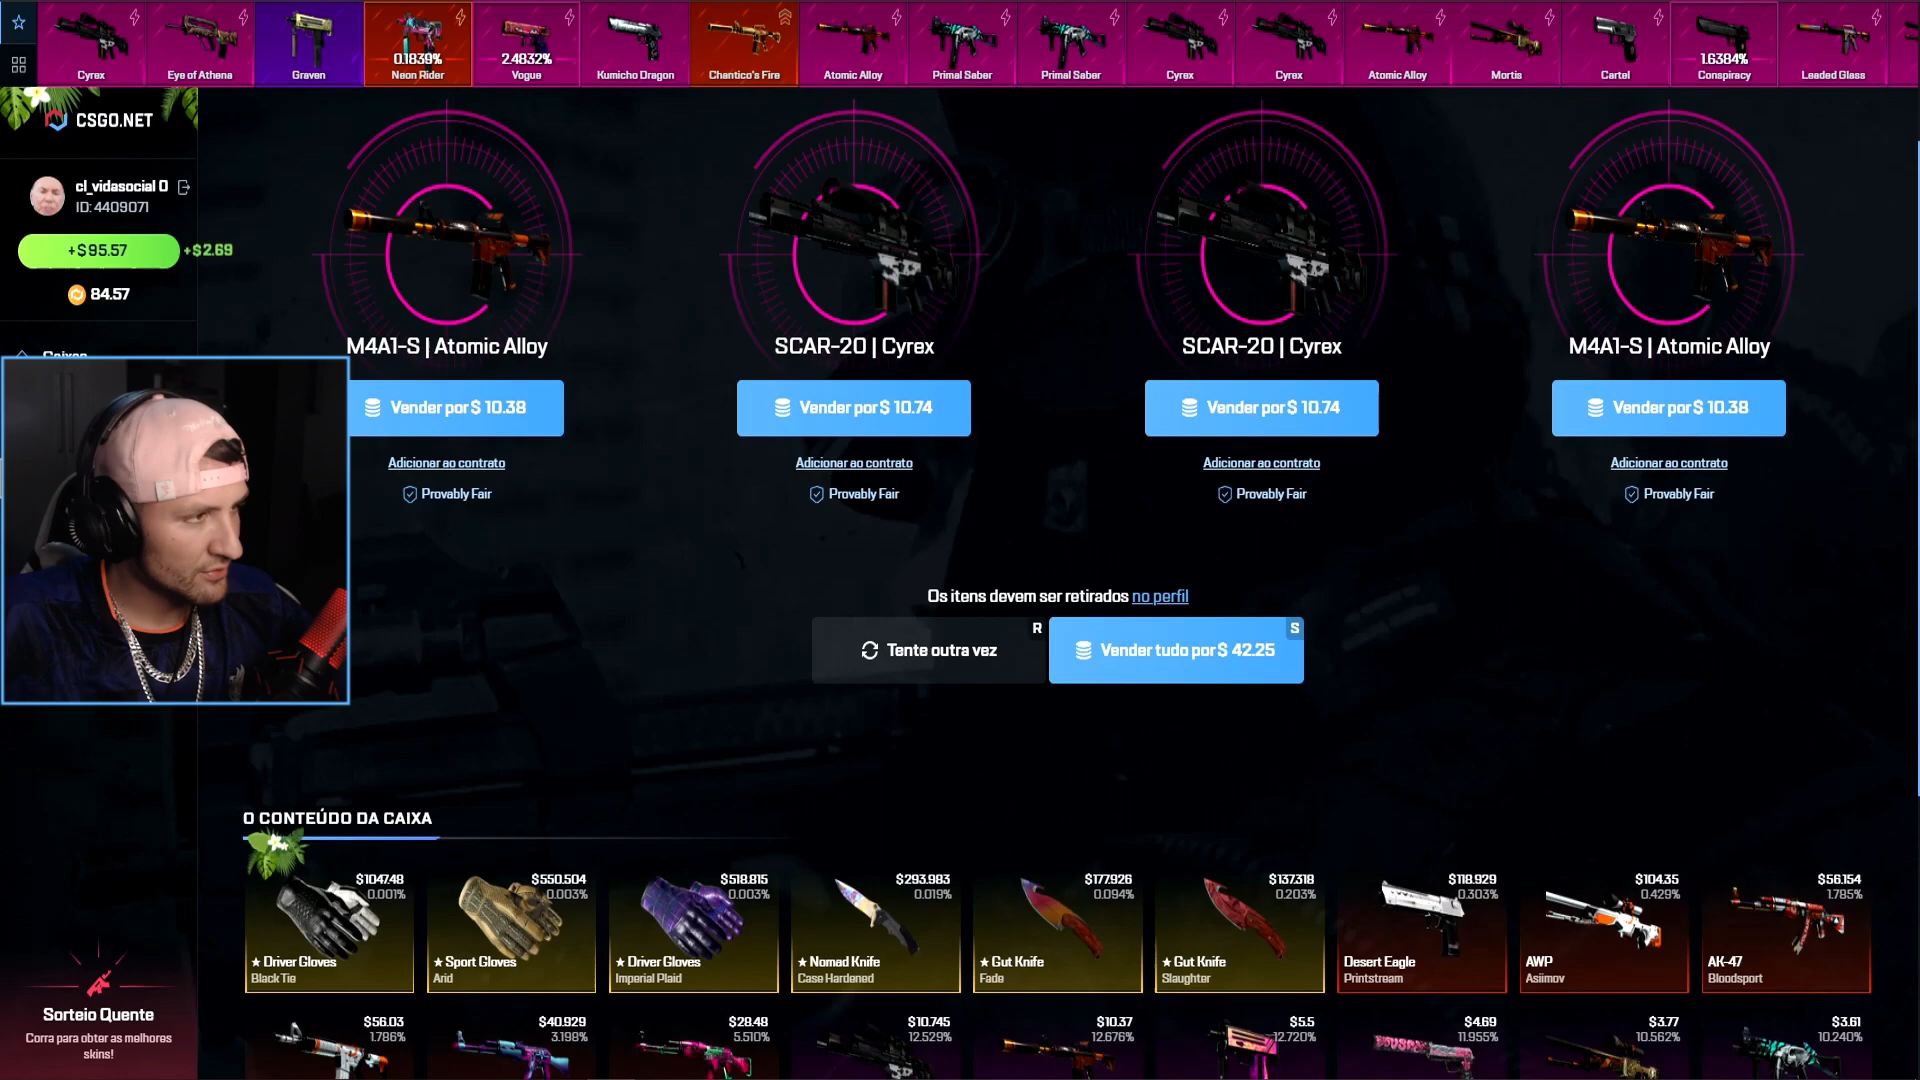 Cyrex
Eye of Athena
Graven
0.1839%
Neon Rider
2.4832%
Vogue
Kumicho Dragon
Chantico's Fire
Atomic Alloy
Primal Saber
Primal Saber
Cyrex
Cyrex
Atomic Alloy
Mortis
Cartel
1.6384%
Conspiracy
Leaded Glass
CSGO.NET
cl_vidasocial 0
ID: 4409071
+$95.57
+$2.69
84.57
M4A1-S | Atomic Alloy
SCAR-20 | Cyrex
SCAR-20 | Cyrex
M4A1-S | Atomic Alloy
Vender por $ 10.38
Vender por $ 10.74
Vender por $ 10.74
Vender por $ 10.38
Adicionar ao contrato
Adicionar ao contrato
Adicionar ao contrato
Adicionar ao contrato
Provably Fair
Provably Fair
Provably Fair
Provably Fair
Os itens devem ser retirados no perfil
R
S
Tente outra vez
Vender tudo por $ 42.25
O CONTEÚDO DA CAIXA
$1047.48
0.001%
★ Driver Gloves
Black Tie
$550.504
0.003%
★ Sport Gloves
Arid
$518.815
0.003%
★ Driver Gloves
Imperial Plaid
$293.983
0.019%
★ Nomad Knife
Case Hardened
$177.926
0.094%
★ Gut Knife
Fade
$137.318
0.203%
★ Gut Knife
Slaughter
$118.929
0.303%
Desert Eagle
Printstream
$104.35
0.429%
AWP
Asiimov
$56.154
1.785%
AK-47
Bloodsport
Sorteio Quente
Corra para obter as melhores
skins!
$56.03
1.786%
$40.929
3.198%
$28.48
5.510%
$10.745
12.529%
$10.37
12.676%
$5.5
12.720%
$4.69
11.955%
$3.77
10.562%
$3.61
10.240%